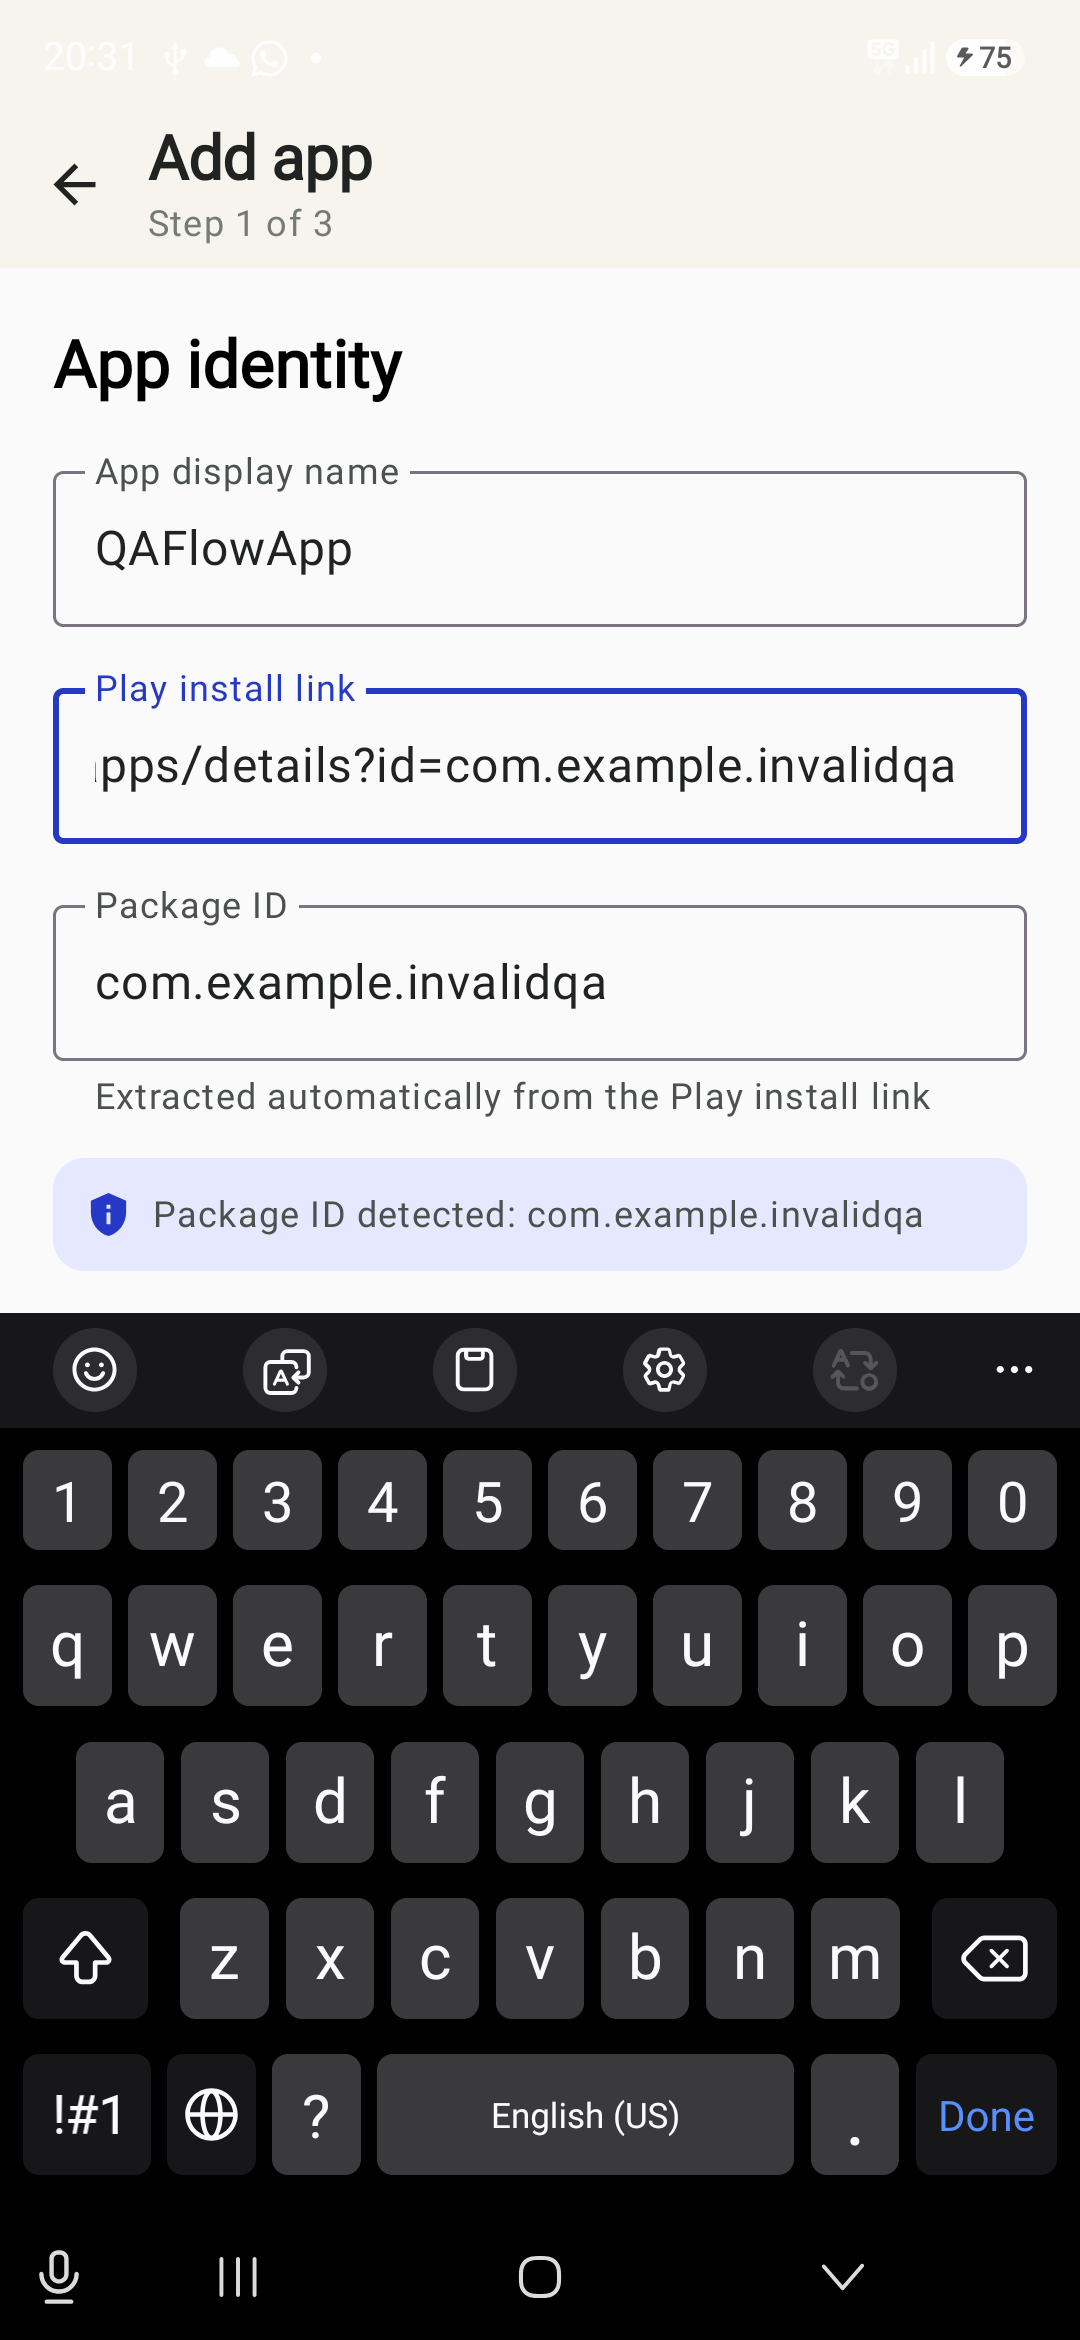 20:31
5G
75
Add app
Step 1 of 3
App identity
App display name
QAFlowApp
Play install link
pps/details?id=com.example.invalidqa
Package ID
com.example.invalidqa
Extracted automatically from the Play install link
Package ID detected: com.example.invalidqa
1 2 3 4 5 6 7 8 9 0
q w e r t y u i o p
a s d f g h j k l
z x c v b n m
!#1 ? English (US) . Done